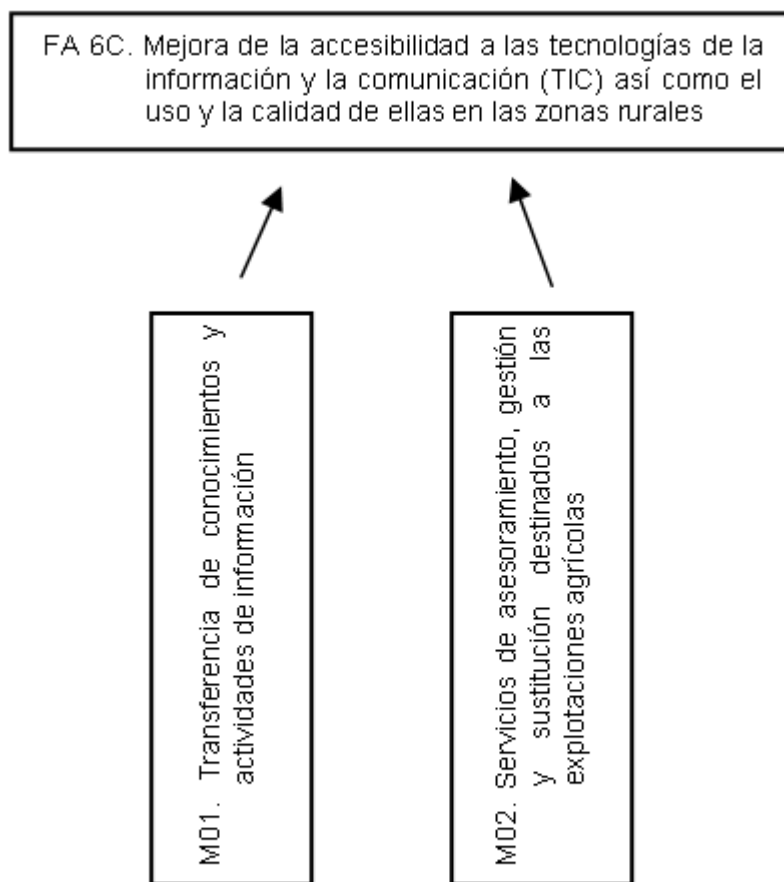 FA 6C. Mejora de la accesibilidad a las tecnologías de la
información y la comunicación (TIC) así como el
uso y la calidad de ellas en las zonas rurales
M01. Transferencia de conocimientos y
actividades de información
M02. Servicios de asesoramiento, gestión
y sustitución destinados a las
explotaciones agrícolas